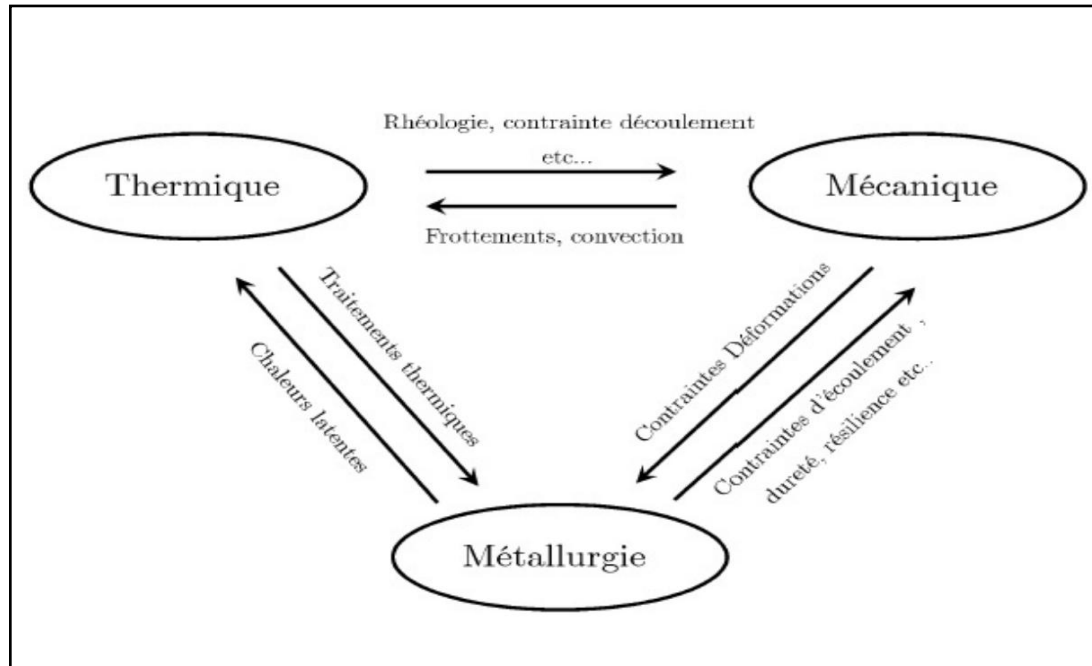 Rhéologie, contrainte découlement
etc...
Thermique
Mécanique
Frottements, convection
Traitements thermiques
Chaleurs latentes
Contraintes Déformations
Contraintes d'écoulement ,
dureté, résilience etc..
Métallurgie